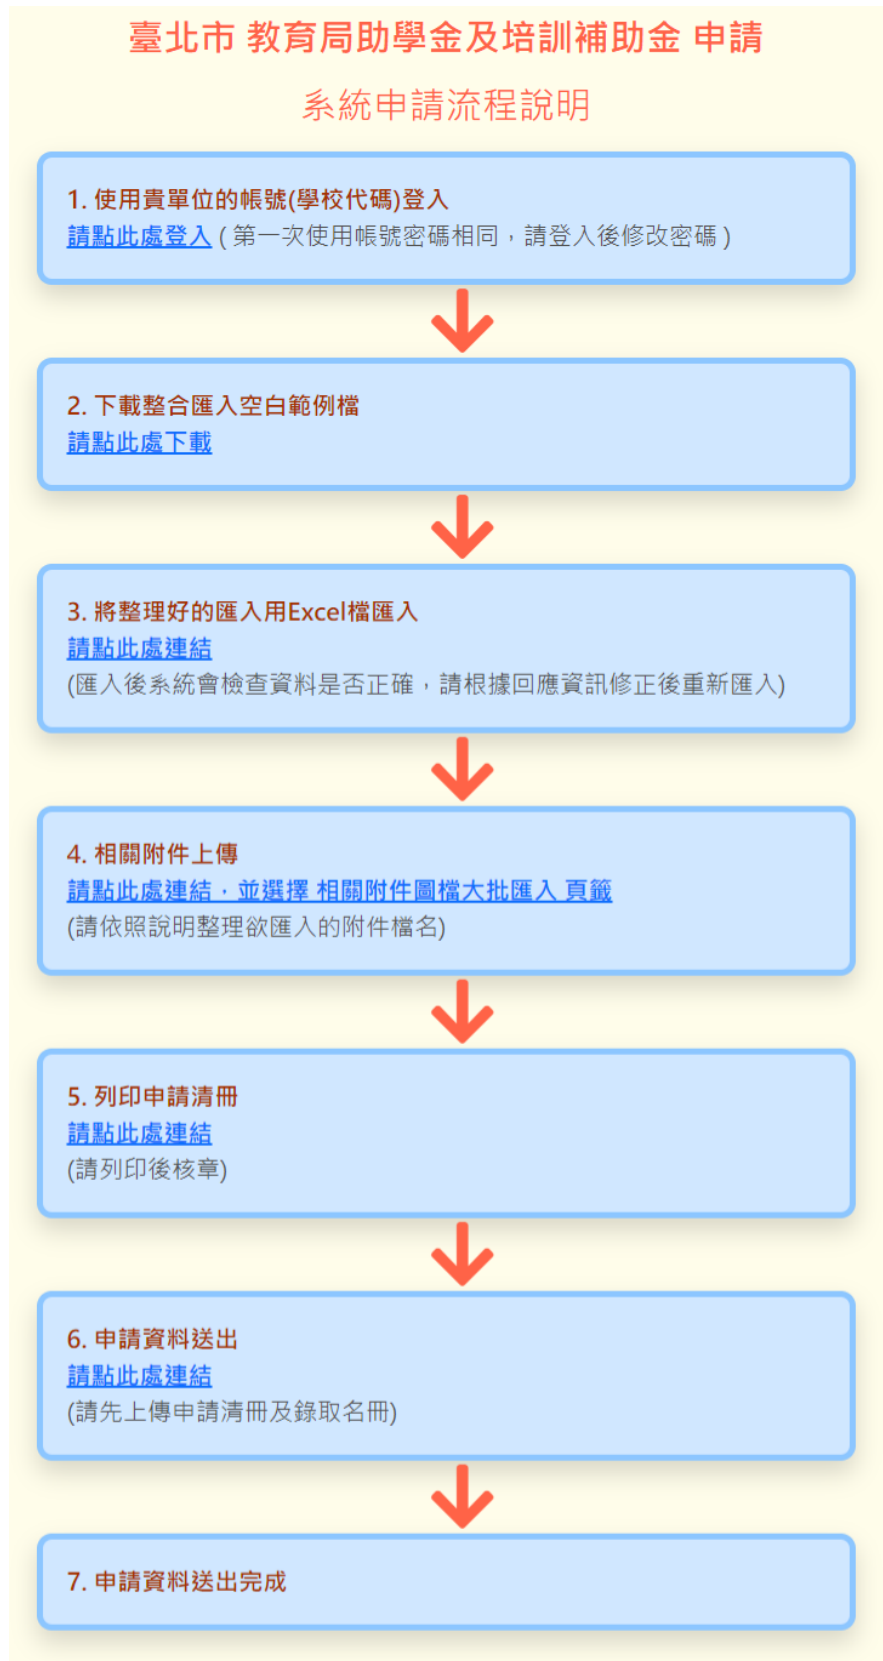 臺北市 教育局助學金及培訓補助金 申請
系統申請流程說明
1. 使用貴單位的帳號(學校代碼)登入
請點此處登入 ( 第一次使用帳號密碼相同，請登入後修改密碼 )
2. 下載整合匯入空白範例檔
請點此處下載
3. 將整理好的匯入用Excel檔匯入
請點此處連結
(匯入後系統會檢查資料是否正確，請根據回應資訊修正後重新匯入)
4. 相關附件上傳
請點此處連結，並選擇 相關附件圖檔大批匯入 頁籤
(請依照說明整理欲匯入的附件檔名)
5. 列印申請清冊
請點此處連結
(請列印後核章)
6. 申請資料送出
請點此處連結
(請先上傳申請清冊及錄取名冊)
7. 申請資料送出完成